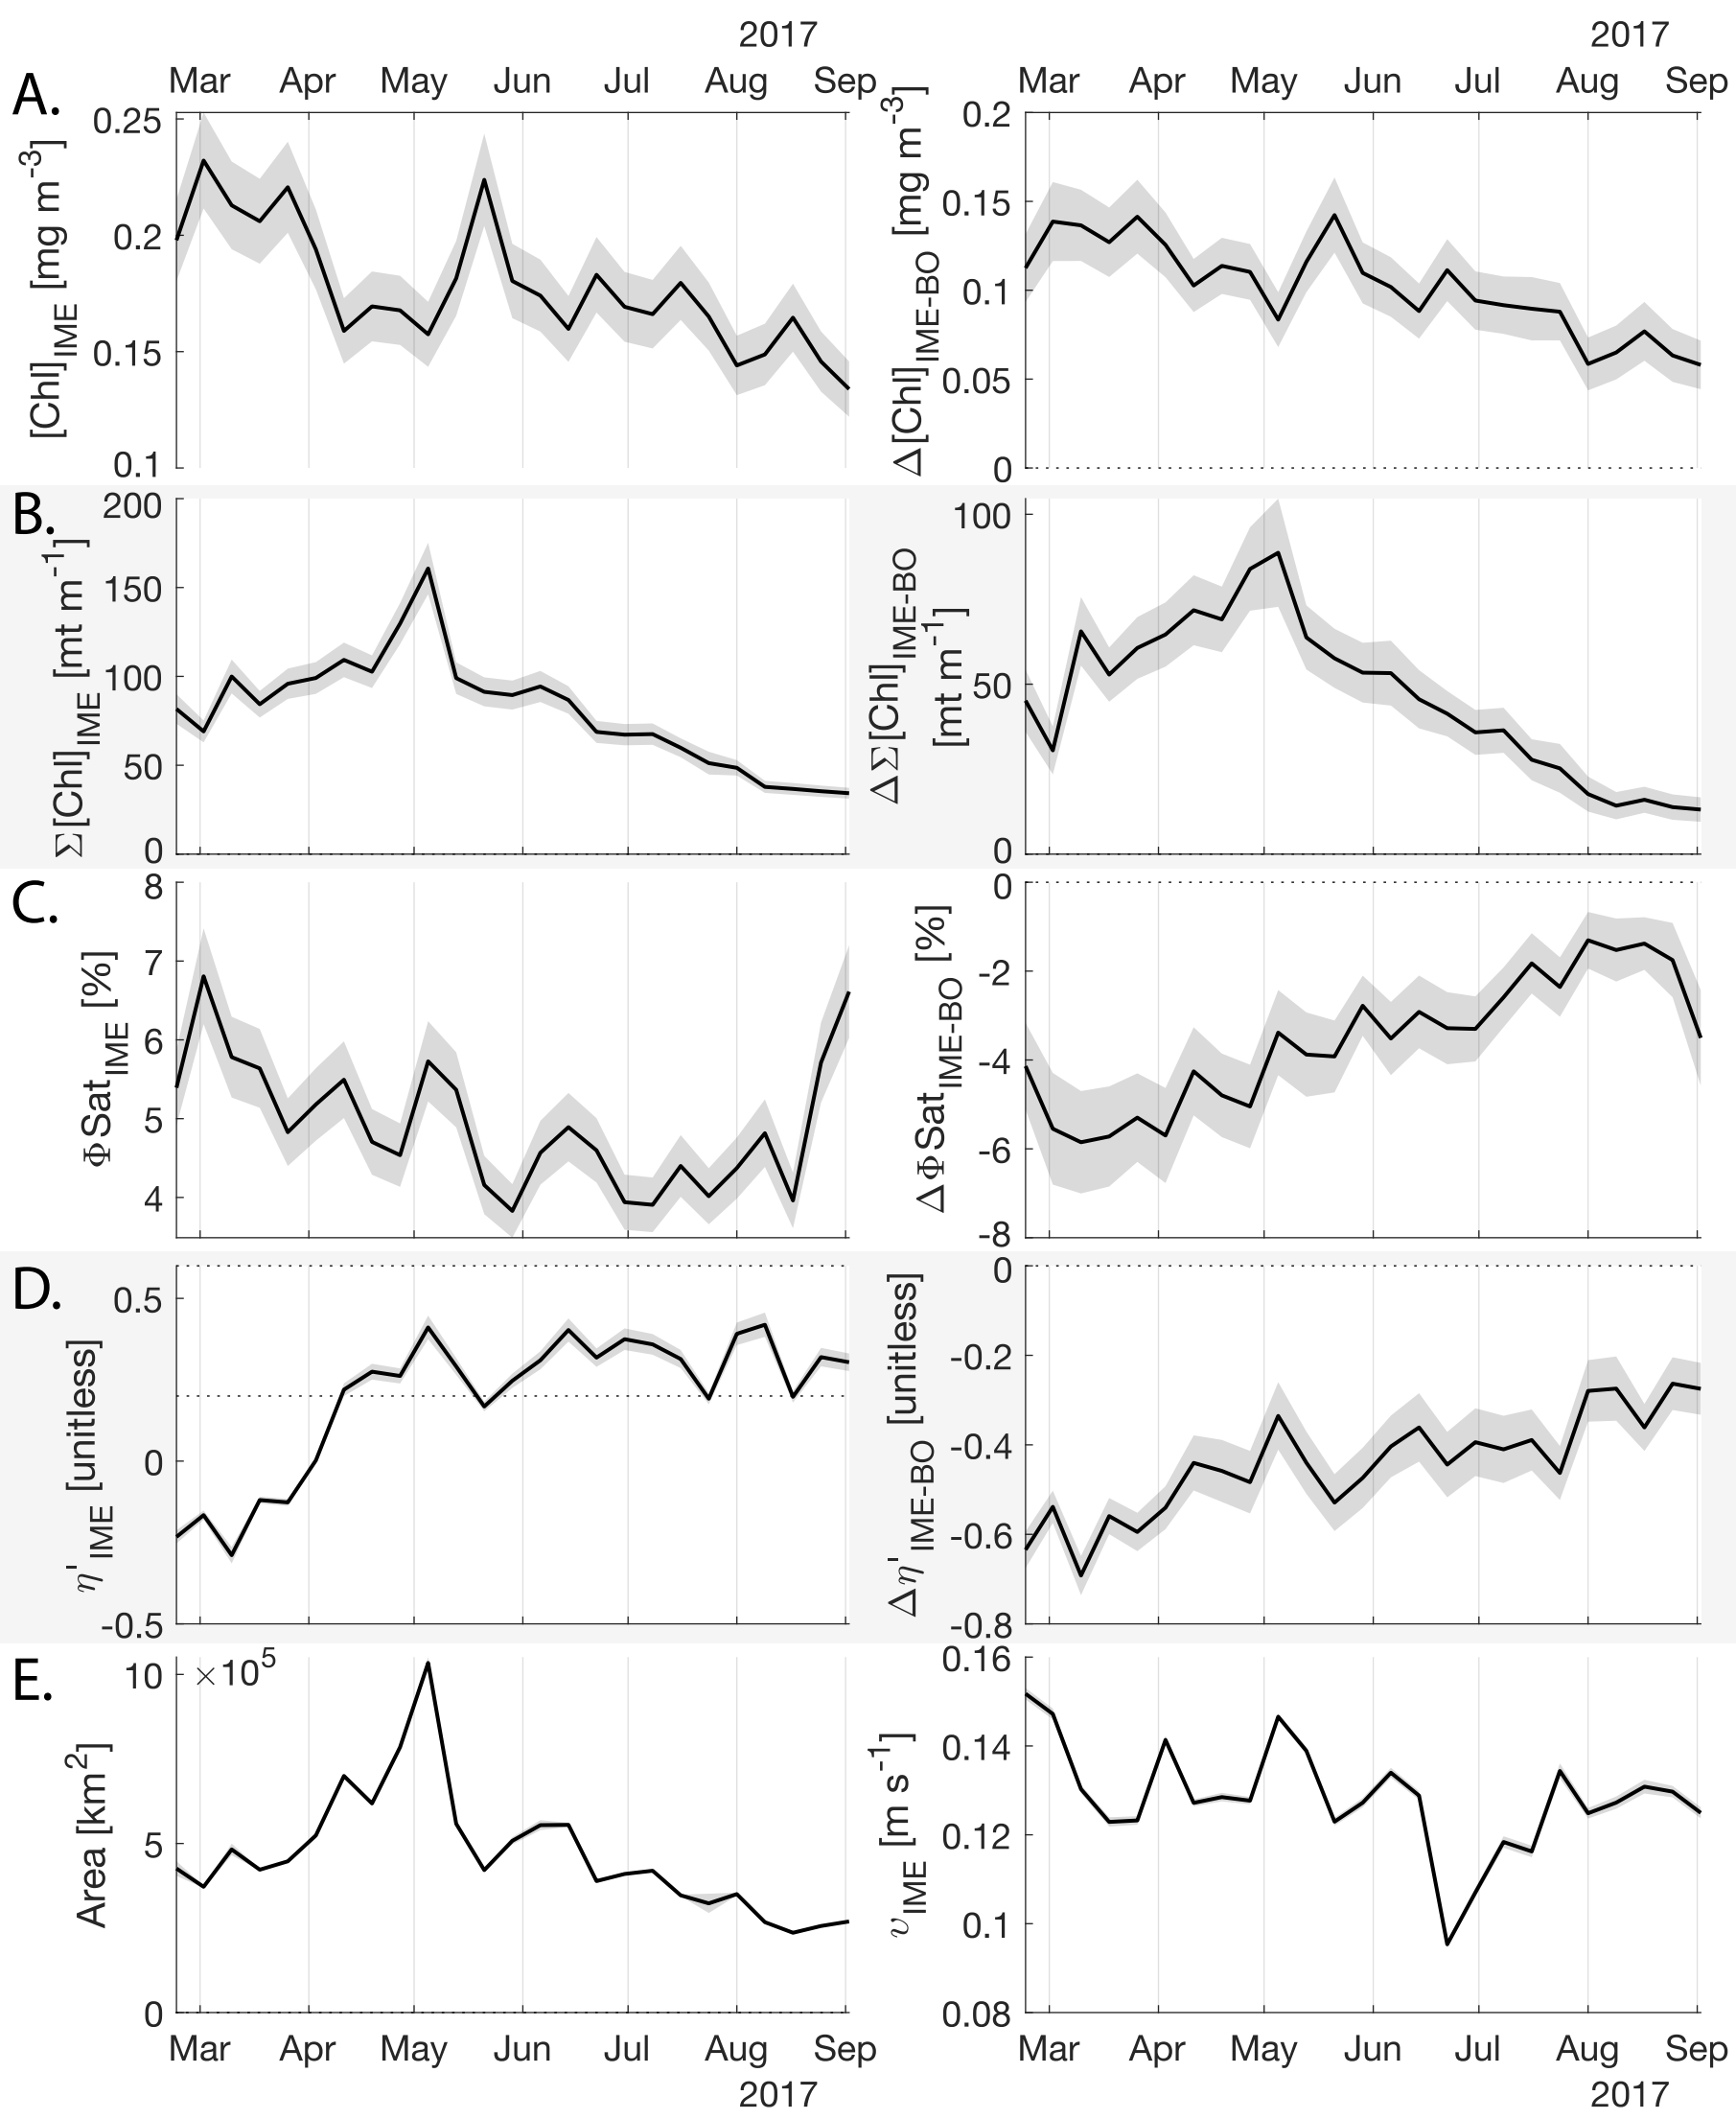 2017 2017
Mar Apr May Jun Jul Aug Sep Mar Apr May Jun Jul Aug Sep
A.
[Chl]IME [mg m-3]
0.25
0.2
0.15
0.1
Δ[Chl]IME-BO [mg m-3]
0.2
0.15
0.1
0.05
0
B.
Σ[Chl]IME [mt m-1]
200
150
100
50
0
ΔΣ[Chl]IME-BO
[mt m-1]
100
50
0
C.
ΦSatIME [%]
8
7
6
5
4
ΔΦSatIME-BO [%]
0
-2
-4
-6
-8
D.
η'IME [unitless]
0.5
0
-0.5
Δη'IME-BO [unitless]
0
-0.2
-0.4
-0.6
-0.8
E.
Area [km2]
×105
10
5
0
υIME [m s-1]
0.16
0.14
0.12
0.1
0.08
Mar Apr May Jun Jul Aug Sep Mar Apr May Jun Jul Aug Sep
2017 2017